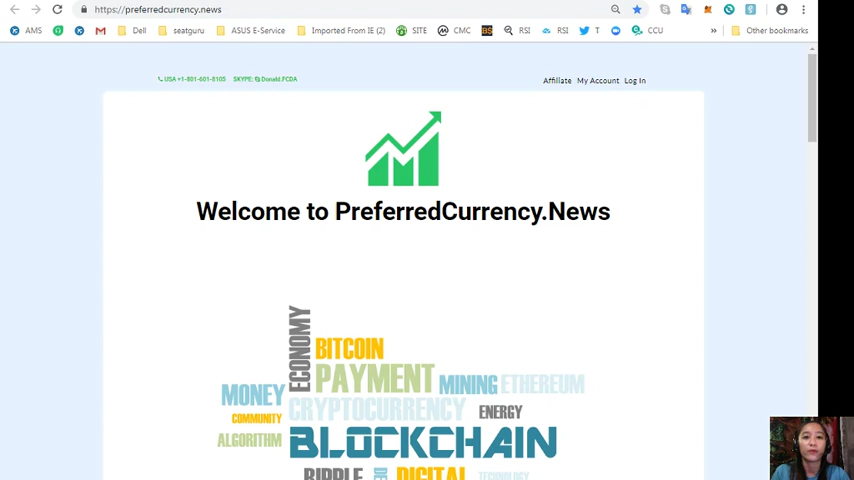 https://preferredcurrency.news
AMS
Dell
seatguru
ASUS E-Service
Imported From IE (2)
SITE
CMC
BS
RSI
RSI
T
CCU
»
Other bookmarks
USA +1-801-601-8105 SKYPE: Donald.FCDA
Affiliate My Account Log In
Welcome to PreferredCurrency.News
ECONOMY
BITCOIN
PAYMENT
MONEY
MINING ETHEREUM
CRYPTOCURRENCY
ENERGY
COMMUNITY
ALGORITHM
BLOCKCHAIN
RIPPLE
DIGITAL
TECHNOLOGY